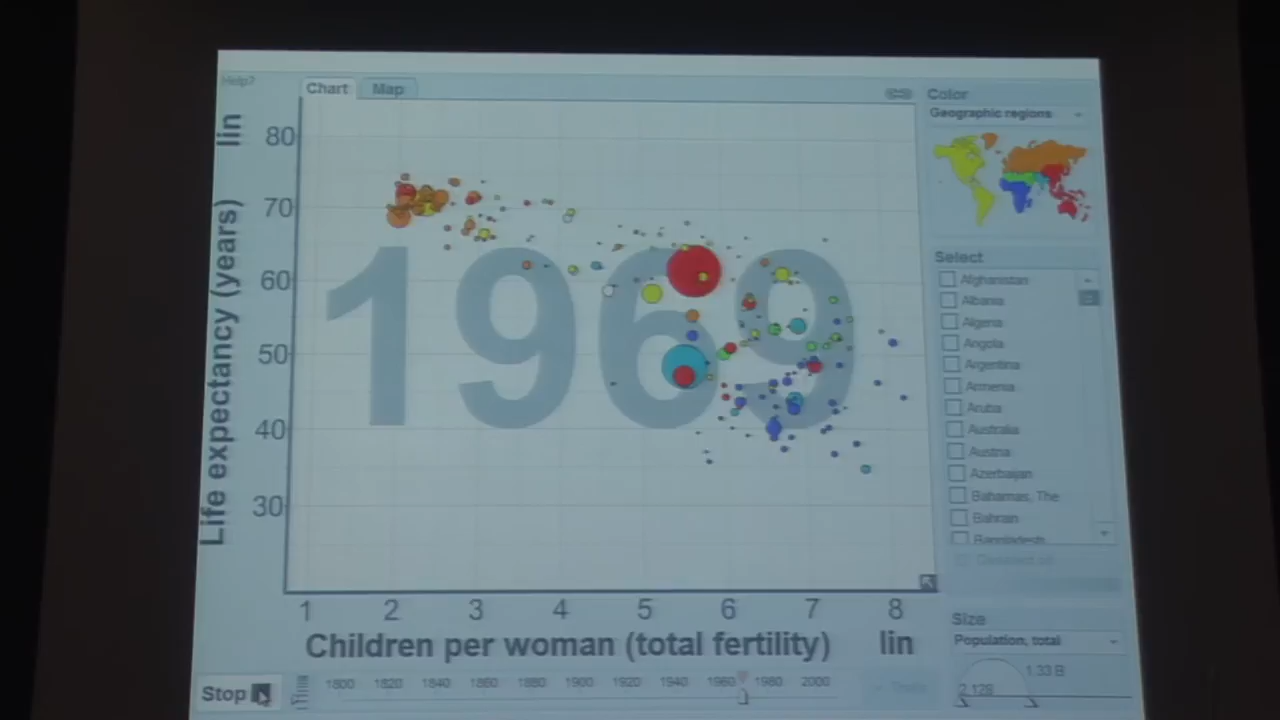 Help?
Chart Map
Color
Geographic regions
lin
Life expectancy (years)
80
70
60
50
40
30
1969
Select
Afghanistan
Albania
Algeria
Angola
Argentina
Armenia
Aruba
Australia
Austria
Azerbaijan
Bahamas, The
Bahrain
Bangladesh
Deselect all
1 2 3 4 5 6 7 8
Children per woman (total fertility) lin
Size
Population, total
1.33 B
Stop
1800 1820 1840 1860 1880 1900 1920 1940 1960 1980 2000